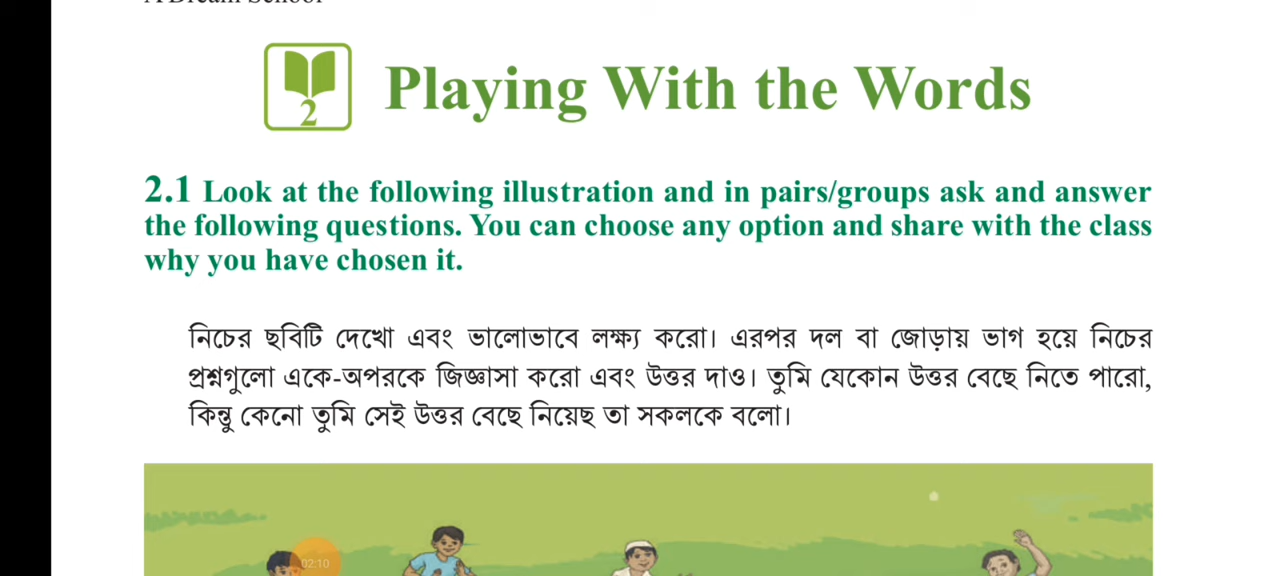 A Dream School
2
Playing With the Words
2.1 Look at the following illustration and in pairs/groups ask and answer
the following questions. You can choose any option and share with the class
why you have chosen it.
নিচের ছবিটি দেখো এবং ভালোভাবে লক্ষ্য করো। এরপর দল বা জোড়ায় ভাগ হয়ে নিচের
প্রশ্নগুলো একে-অপরকে জিজ্ঞাসা করো এবং উত্তর দাও। তুমি যেকোন উত্তর বেছে নিতে পারো,
কিন্তু কেনো তুমি সেই উত্তর বেছে নিয়েছ তা সকলকে বলো।
02:10